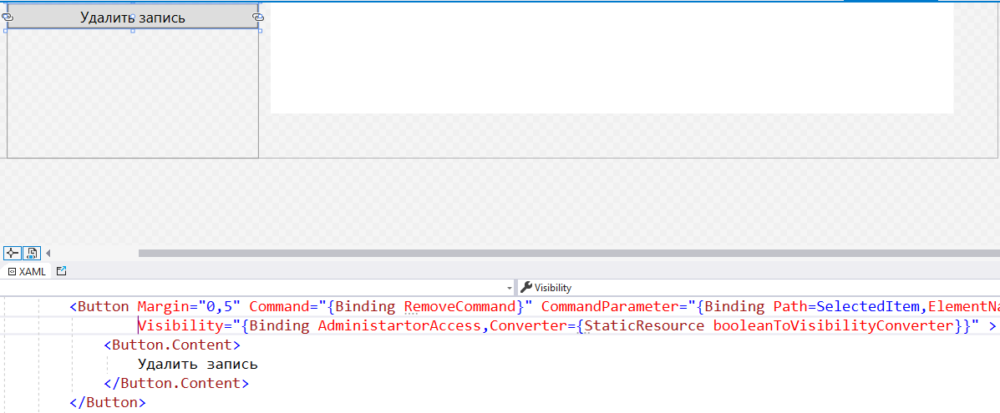 Удалить запись
XAML
Visibility
<Button Margin="0,5" Command="{Binding RemoveCommand}" CommandParameter="{Binding Path=SelectedItem,ElementNa
Visibility="{Binding AdministartorAccess,Converter={StaticResource booleanToVisibilityConverter}}" >
<Button.Content>
Удалить запись
</Button.Content>
</Button>